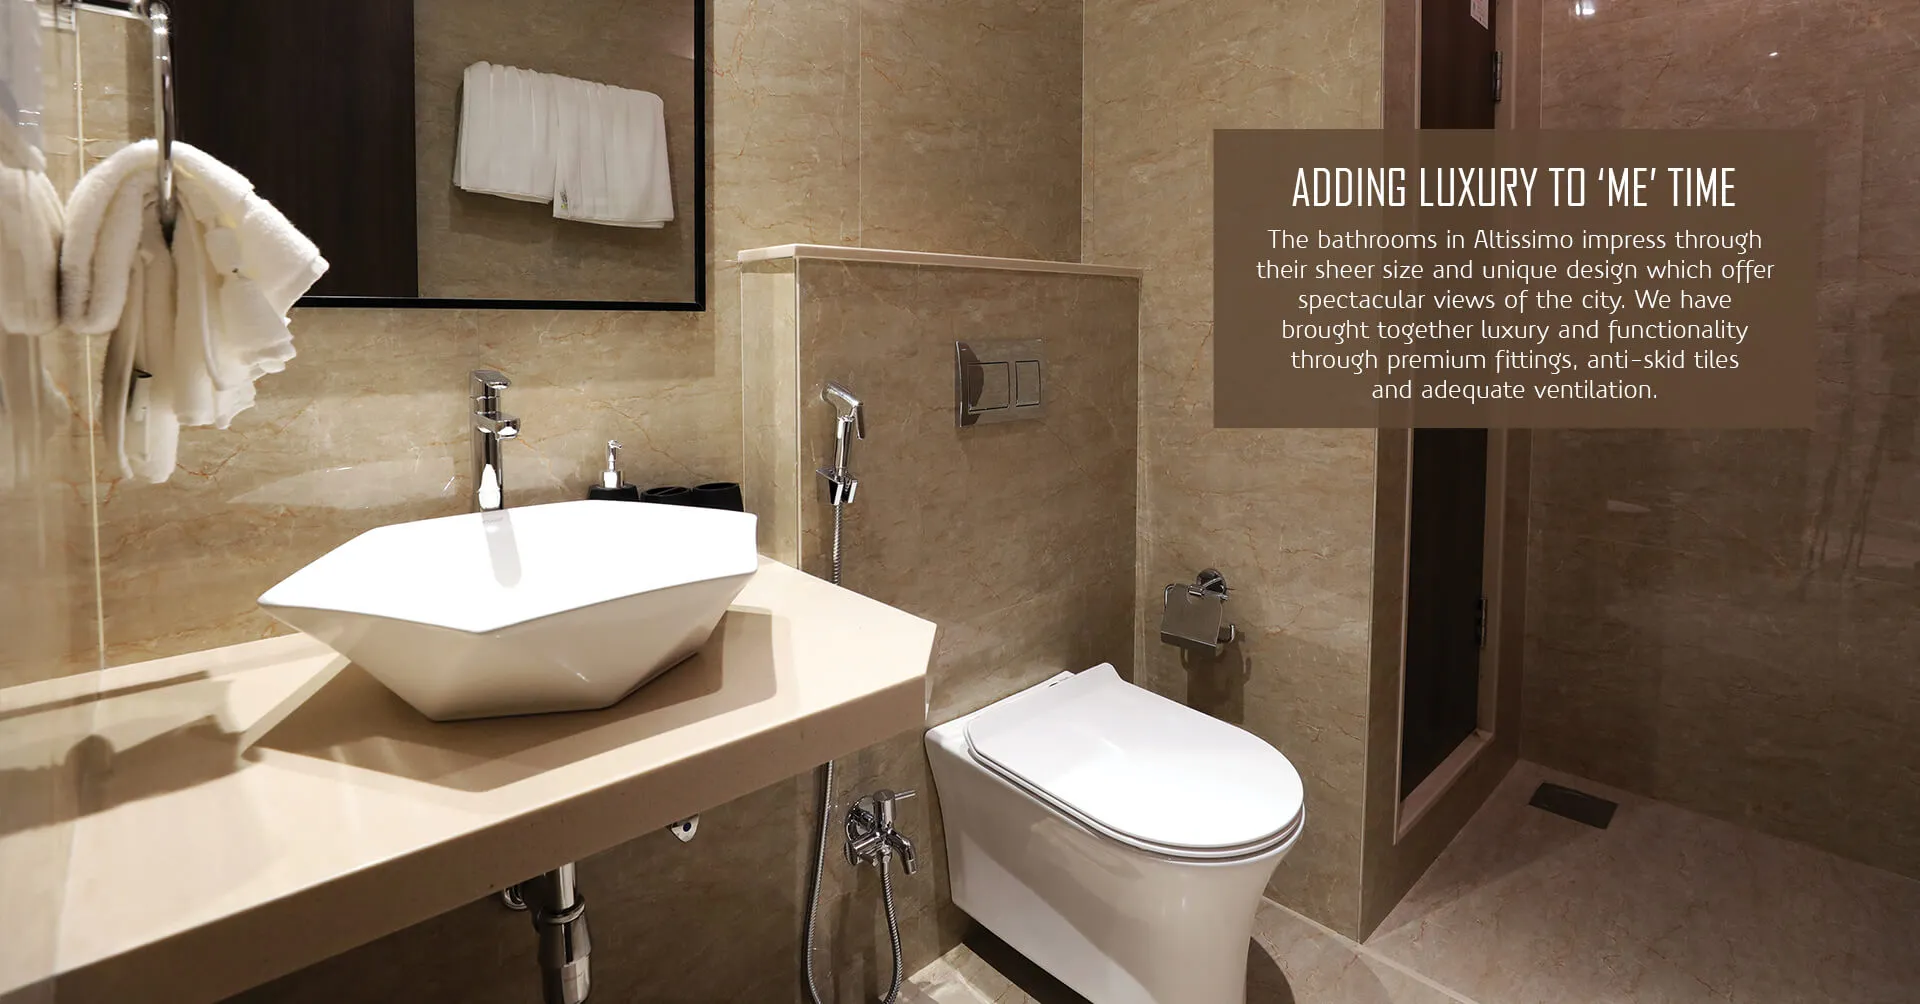 ADDING LUXURY TO ‘ME’ TIME
The bathrooms in Altissimo impress through
their sheer size and unique design which offer
spectacular views of the city. We have
brought together luxury and functionality
through premium fittings, anti-skid tiles
and adequate ventilation.